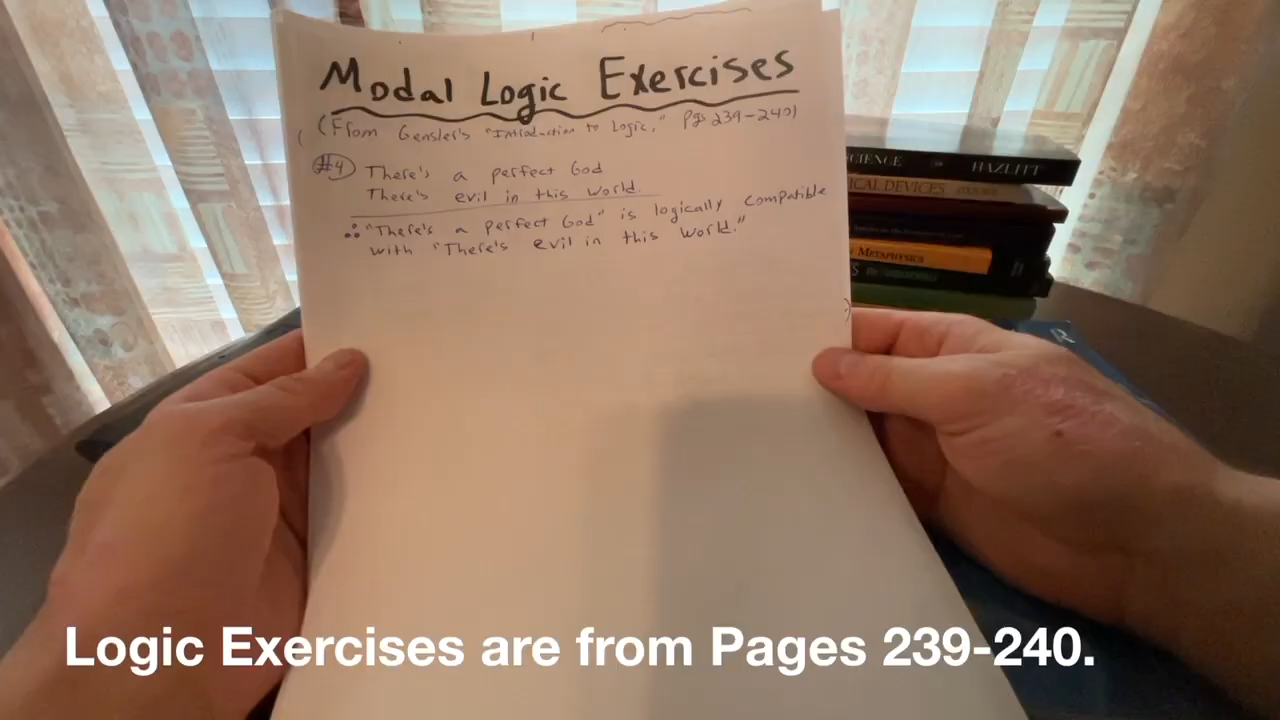 Modal Logic Exercises
(From Gensler's "Introduction to Logic," pgs 239-240)
#4 There's a perfect God
There's evil in this world.
∴ "There's a perfect God" is logically compatible
with "There's evil in this world."
SCIENCE HAZLITT
ICAL DEVICES
METAPHYSICS
Logic Exercises are from Pages 239-240.